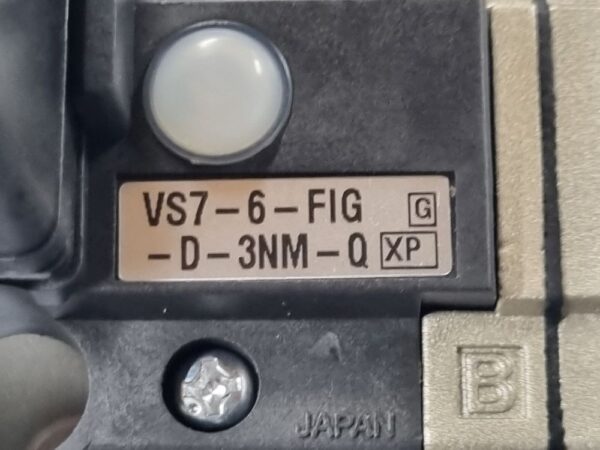 VS7-6-FIG G
-D-3NM-Q XP
B
JAPAN